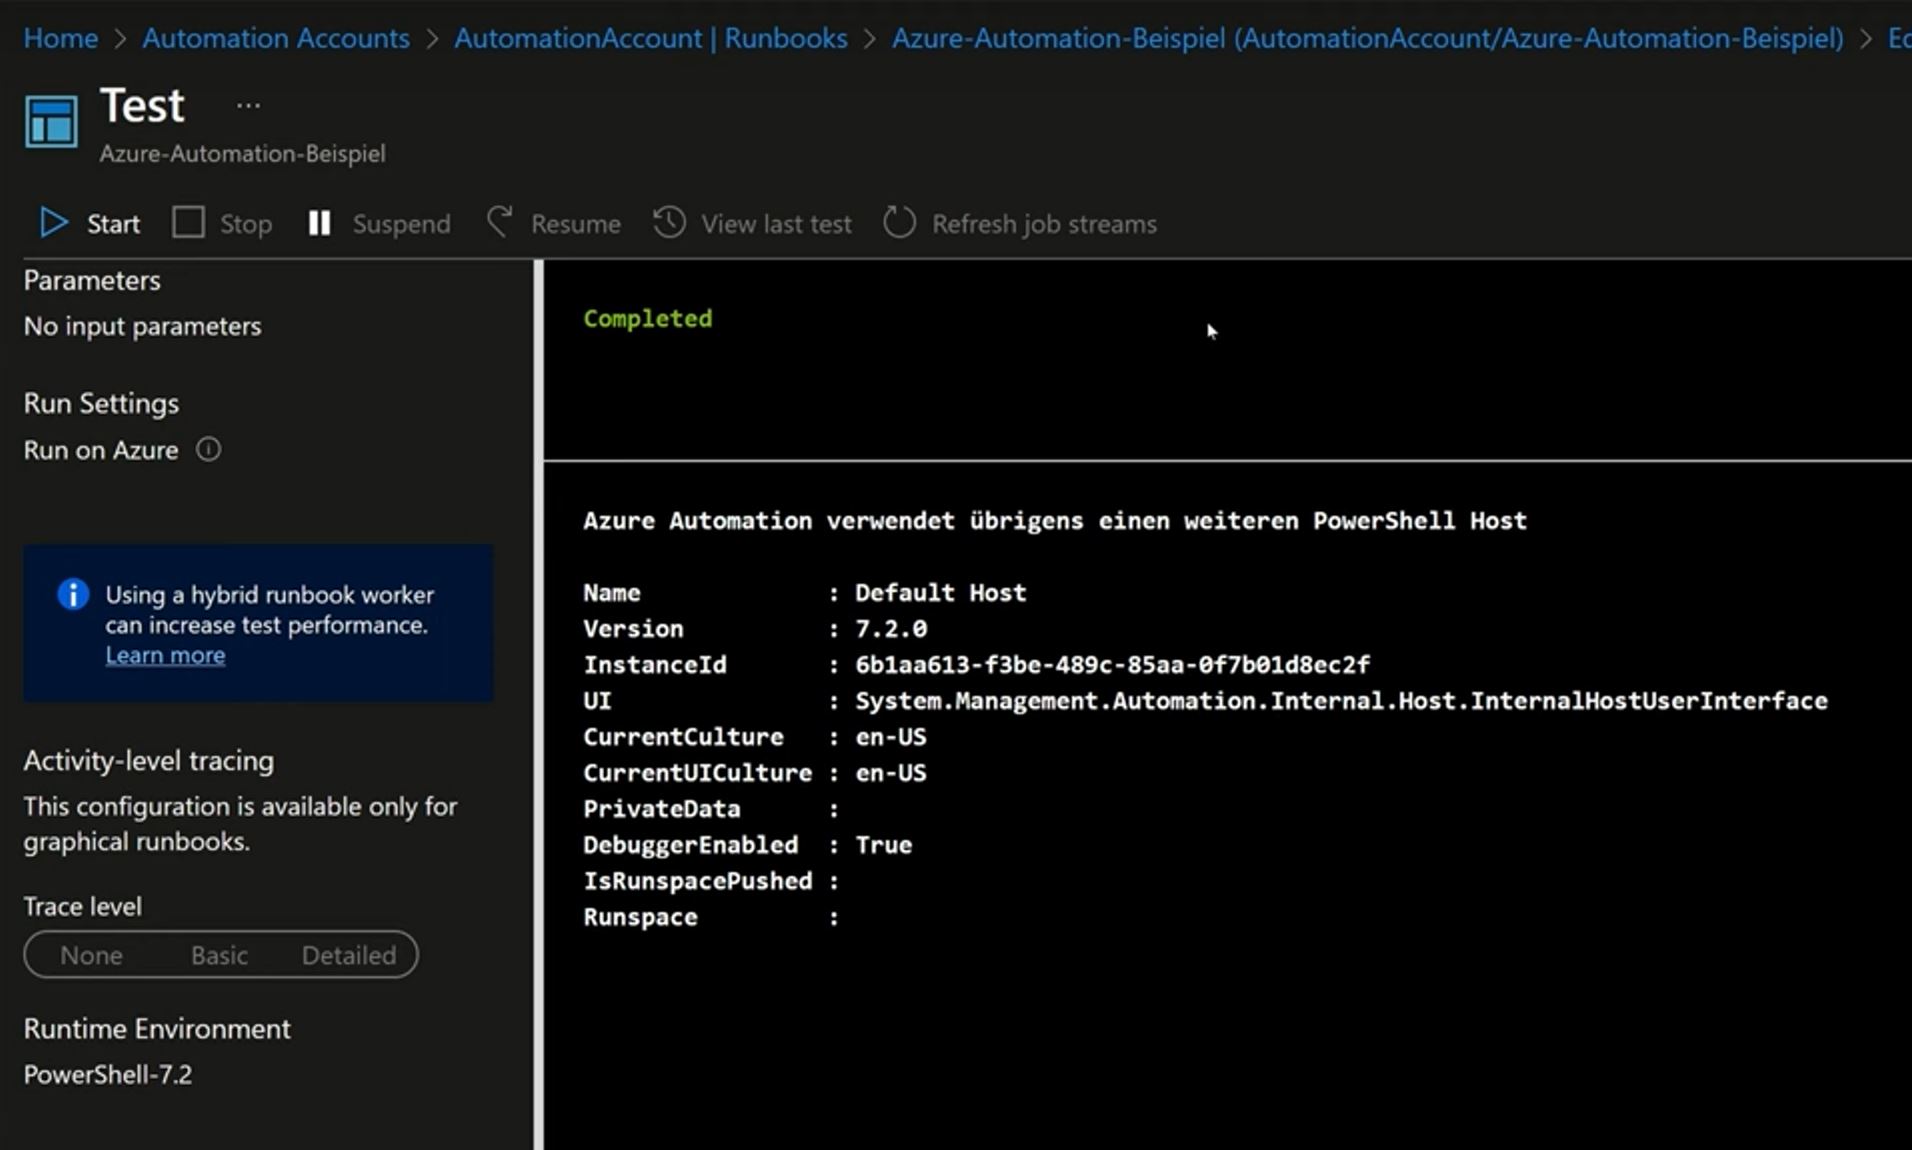 Home > Automation Accounts > AutomationAccount | Runbooks > Azure-Automation-Beispiel (AutomationAccount/Azure-Automation-Beispiel) >
Test ...
Azure-Automation-Beispiel
Start Stop Suspend Resume View last test Refresh job streams
Parameters
No input parameters
Run Settings
Run on Azure
Using a hybrid runbook worker
can increase test performance.
Learn more
Activity-level tracing
This configuration is available only for
graphical runbooks.
Trace level
None Basic Detailed
Runtime Environment
PowerShell-7.2
Completed
Azure Automation verwendet übrigens einen weiteren PowerShell Host
Name : Default Host
Version : 7.2.0
InstanceId : 6b1aa613-f3be-489c-85aa-0f7b01d8ec2f
UI : System.Management.Automation.Internal.Host.InternalHostUserInterface
CurrentCulture : en-US
CurrentUICulture : en-US
PrivateData :
DebuggerEnabled : True
IsRunspacePushed :
Runspace :